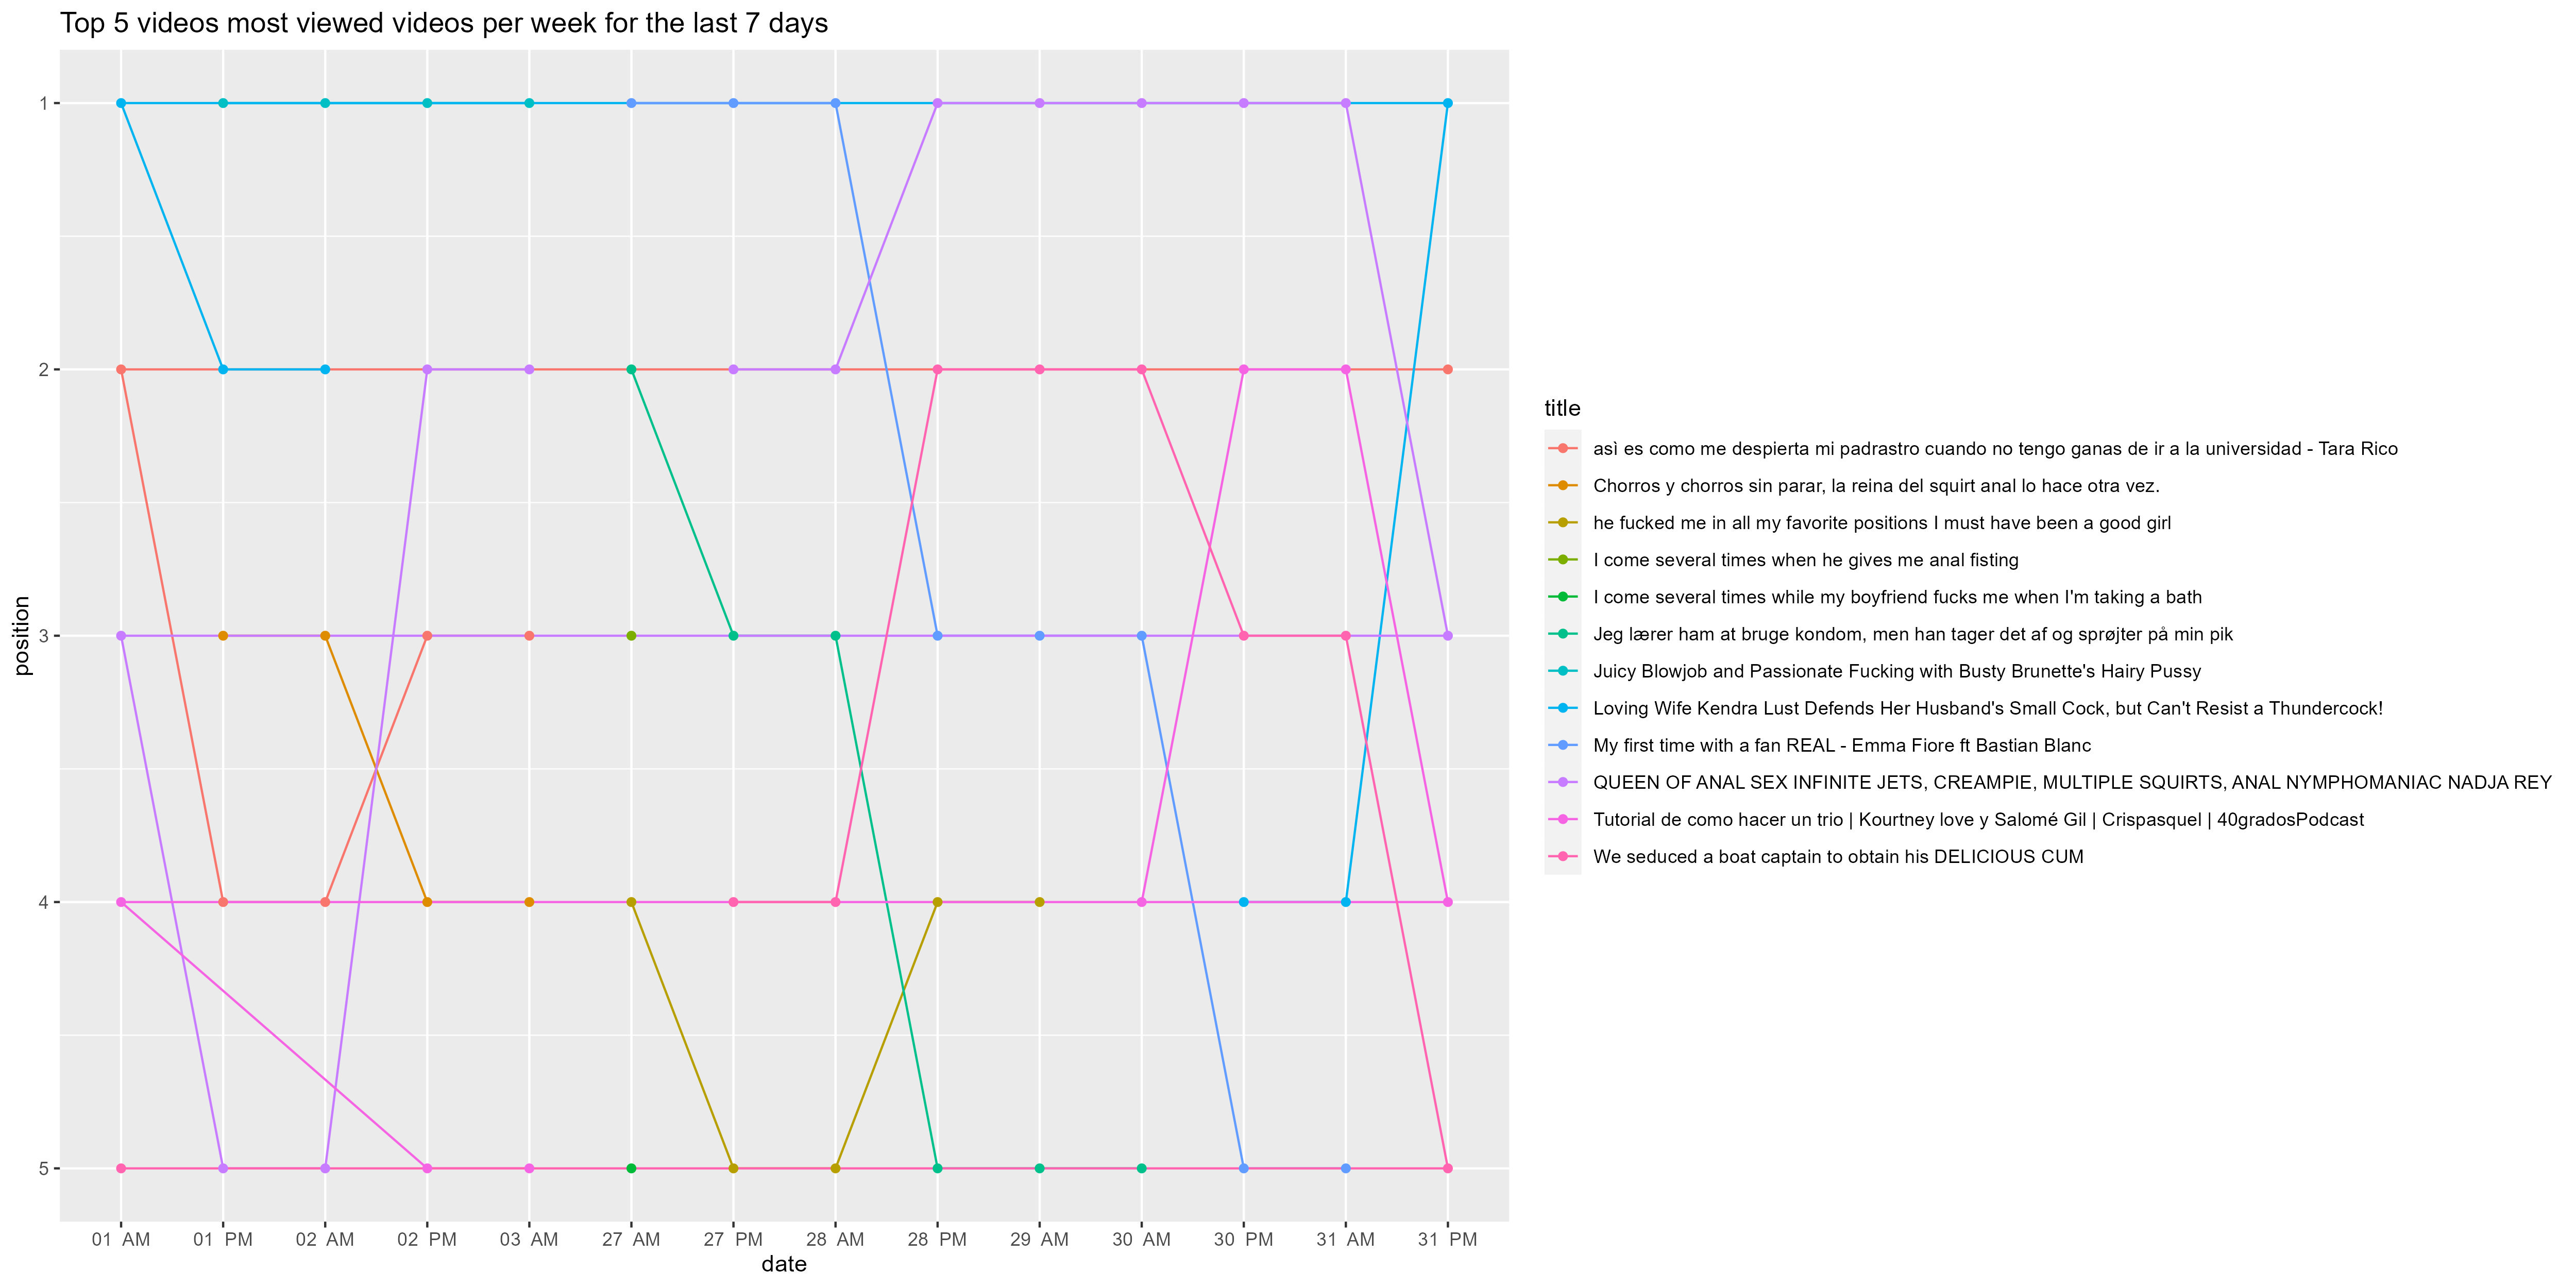 Top 5 videos most viewed videos per week for the last 7 days
position
1
2
3
4
5
01 AM
01 PM
02 AM
02 PM
03 AM
27 AM
27 PM
28 AM
28 PM
29 AM
30 AM
30 PM
31 AM
31 PM
date
title
asì es como me despierta mi padrastro cuando no tengo ganas de ir a la universidad - Tara Rico
Chorros y chorros sin parar, la reina del squirt anal lo hace otra vez.
he fucked me in all my favorite positions I must have been a good girl
I come several times when he gives me anal fisting
I come several times while my boyfriend fucks me when I'm taking a bath
Jeg lærer ham at bruge kondom, men han tager det af og sprøjter på min pik
Juicy Blowjob and Passionate Fucking with Busty Brunette's Hairy Pussy
Loving Wife Kendra Lust Defends Her Husband's Small Cock, but Can't Resist a Thundercock!
My first time with a fan REAL - Emma Fiore ft Bastian Blanc
QUEEN OF ANAL SEX INFINITE JETS, CREAMPIE, MULTIPLE SQUIRTS, ANAL NYMPHOMANIAC NADJA REY
Tutorial de como hacer un trio | Kourtney love y Salomé Gil | Crispasquel | 40gradosPodcast
We seduced a boat captain to obtain his DELICIOUS CUM